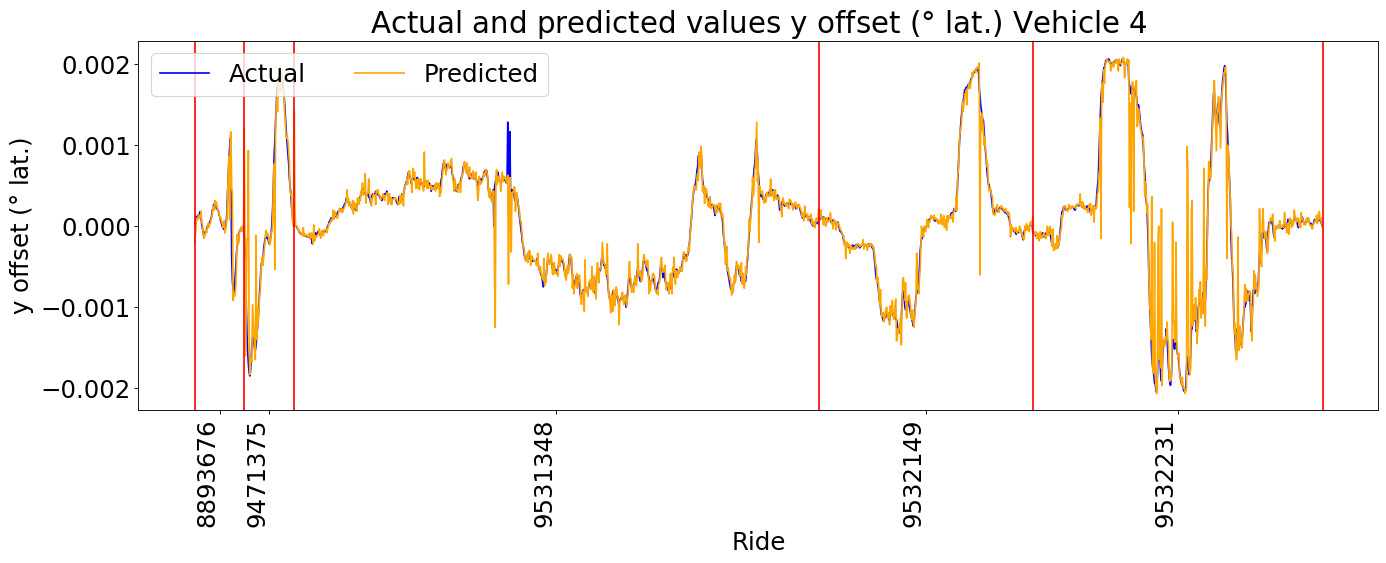 Actual and predicted values y offset (° lat.) Vehicle 4
Actual
Predicted
y offset (° lat.)
0.002
0.001
0.000
−0.001
−0.002
8893676
9471375
9531348
9532149
9532231
Ride